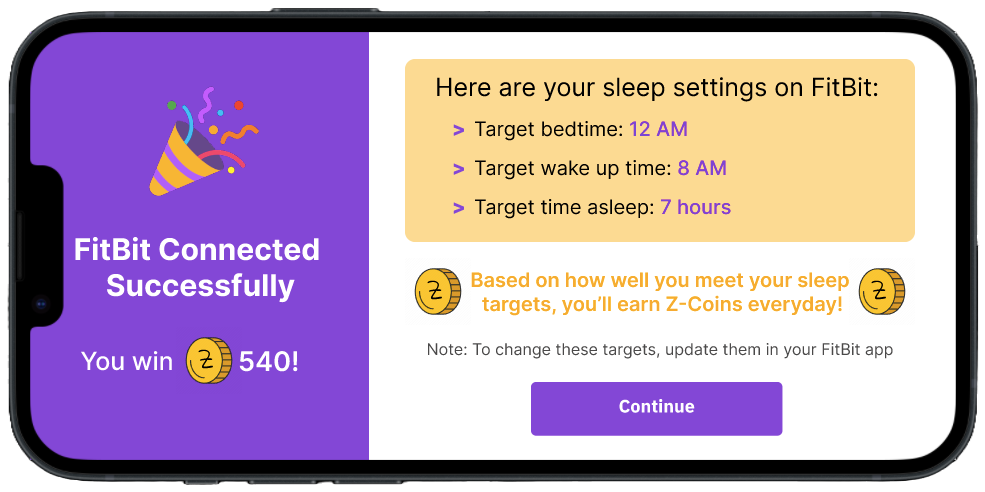 FitBit Connected
Successfully
You win Z 540!
Here are your sleep settings on FitBit:
> Target bedtime: 12 AM
> Target wake up time: 8 AM
> Target time asleep: 7 hours
Z Based on how well you meet your sleep Z
targets, you’ll earn Z-Coins everyday!
Note: To change these targets, update them in your FitBit app
Continue